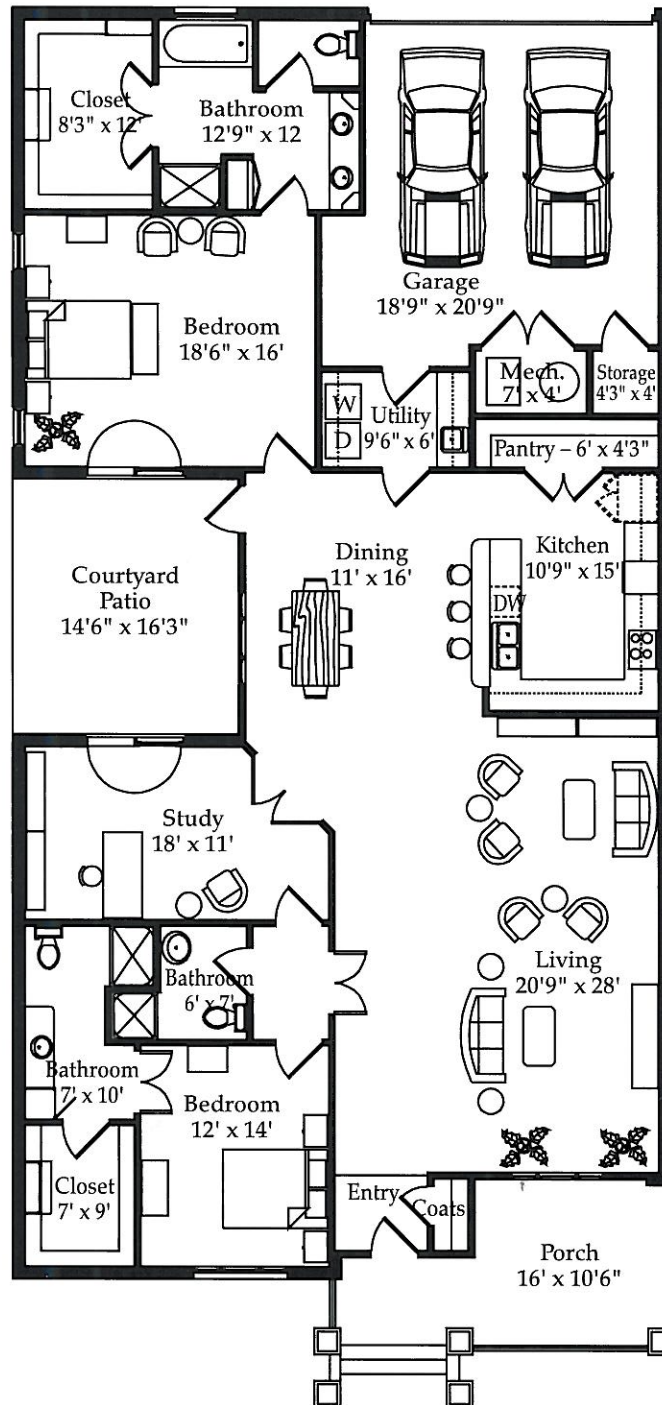 Closet
8'3" x 12'
Bathroom
12'9" x 12
Garage
18'9" x 20'9"
Bedroom
18'6" x 16'
Mech.
7' x 4'
Storage
4'3" x 4'
W
D
Utility
9'6" x 6'
Pantry – 6' x 4'3"
Courtyard
Patio
14'6" x 16'3"
Dining
11' x 16'
Kitchen
10'9" x 15'
DW
Study
18' x 11'
Bathroom
6' x 7'
Living
20'9" x 28'
Bathroom
7' x 10'
Bedroom
12' x 14'
Closet
7' x 9'
Entry
Coats
Porch
16' x 10'6"